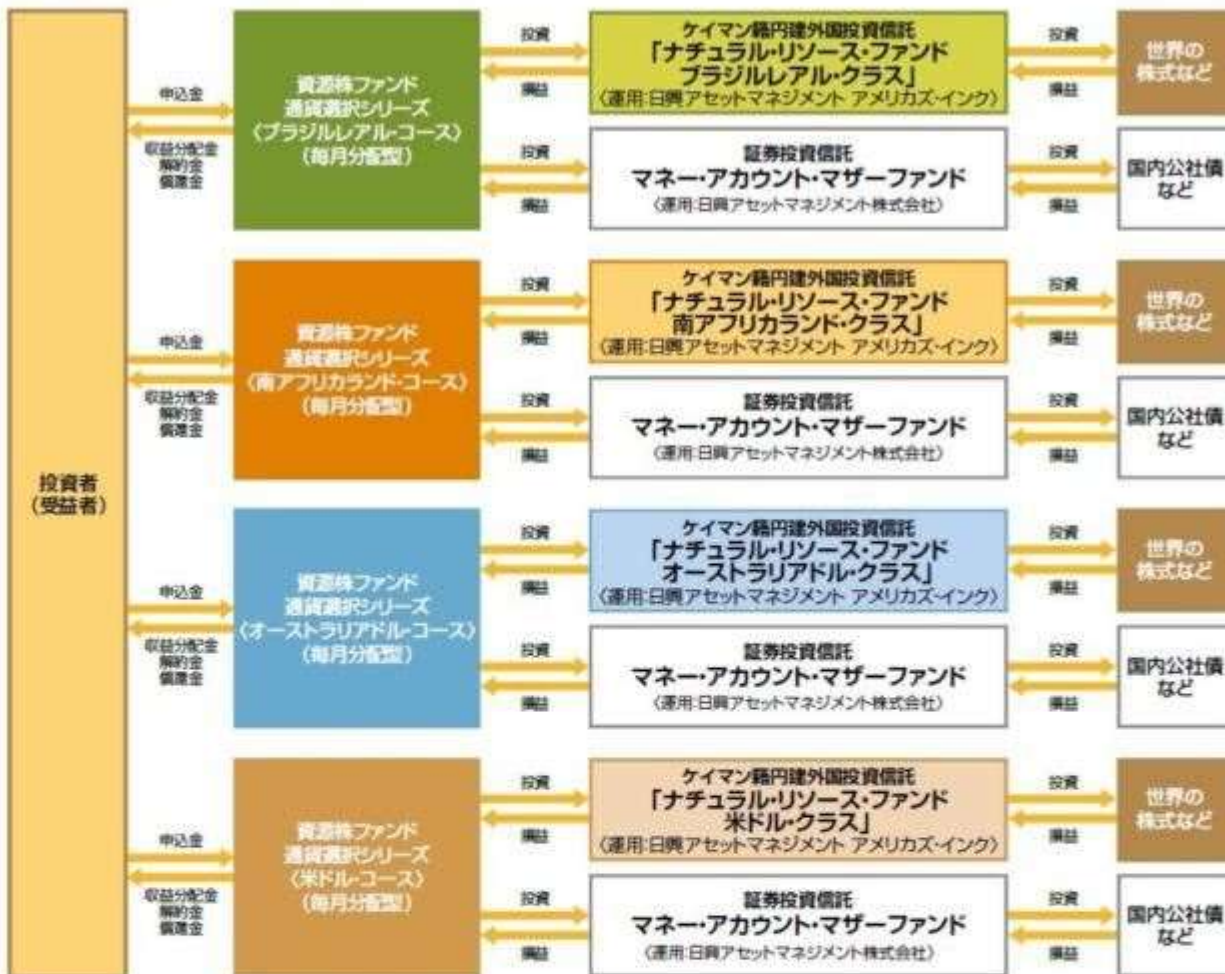 投資者
(受益者)
申込金
収益分配金
解約金
償還金
資源株ファンド
通貨選択シリーズ
〈ブラジルレアル・コース〉
(毎月分配型)
投資
損益
ケイマン籍円建外国投資信託
「ナチュラル・リソース・ファンド
ブラジルレアル・クラス」
〈運用:日興アセットマネジメント アメリカズ・インク〉
投資
損益
世界の
株式など
投資
損益
証券投資信託
マネー・アカウント・マザーファンド
〈運用:日興アセットマネジメント株式会社〉
投資
損益
国内公社債
など
申込金
収益分配金
解約金
償還金
資源株ファンド
通貨選択シリーズ
〈南アフリカランド・コース〉
(毎月分配型)
投資
損益
ケイマン籍円建外国投資信託
「ナチュラル・リソース・ファンド
南アフリカランド・クラス」
〈運用:日興アセットマネジメント アメリカズ・インク〉
投資
損益
世界の
株式など
投資
損益
証券投資信託
マネー・アカウント・マザーファンド
〈運用:日興アセットマネジメント株式会社〉
投資
損益
国内公社債
など
申込金
収益分配金
解約金
償還金
資源株ファンド
通貨選択シリーズ
〈オーストラリアドル・コース〉
(毎月分配型)
投資
損益
ケイマン籍円建外国投資信託
「ナチュラル・リソース・ファンド
オーストラリアドル・クラス」
〈運用:日興アセットマネジメント アメリカズ・インク〉
投資
損益
世界の
株式など
投資
損益
証券投資信託
マネー・アカウント・マザーファンド
〈運用:日興アセットマネジメント株式会社〉
投資
損益
国内公社債
など
申込金
収益分配金
解約金
償還金
資源株ファンド
通貨選択シリーズ
〈米ドル・コース〉
(毎月分配型)
投資
損益
ケイマン籍円建外国投資信託
「ナチュラル・リソース・ファンド
米ドル・クラス」
〈運用:日興アセットマネジメント アメリカズ・インク〉
投資
損益
世界の
株式など
投資
損益
証券投資信託
マネー・アカウント・マザーファンド
〈運用:日興アセットマネジメント株式会社〉
投資
損益
国内公社債
など